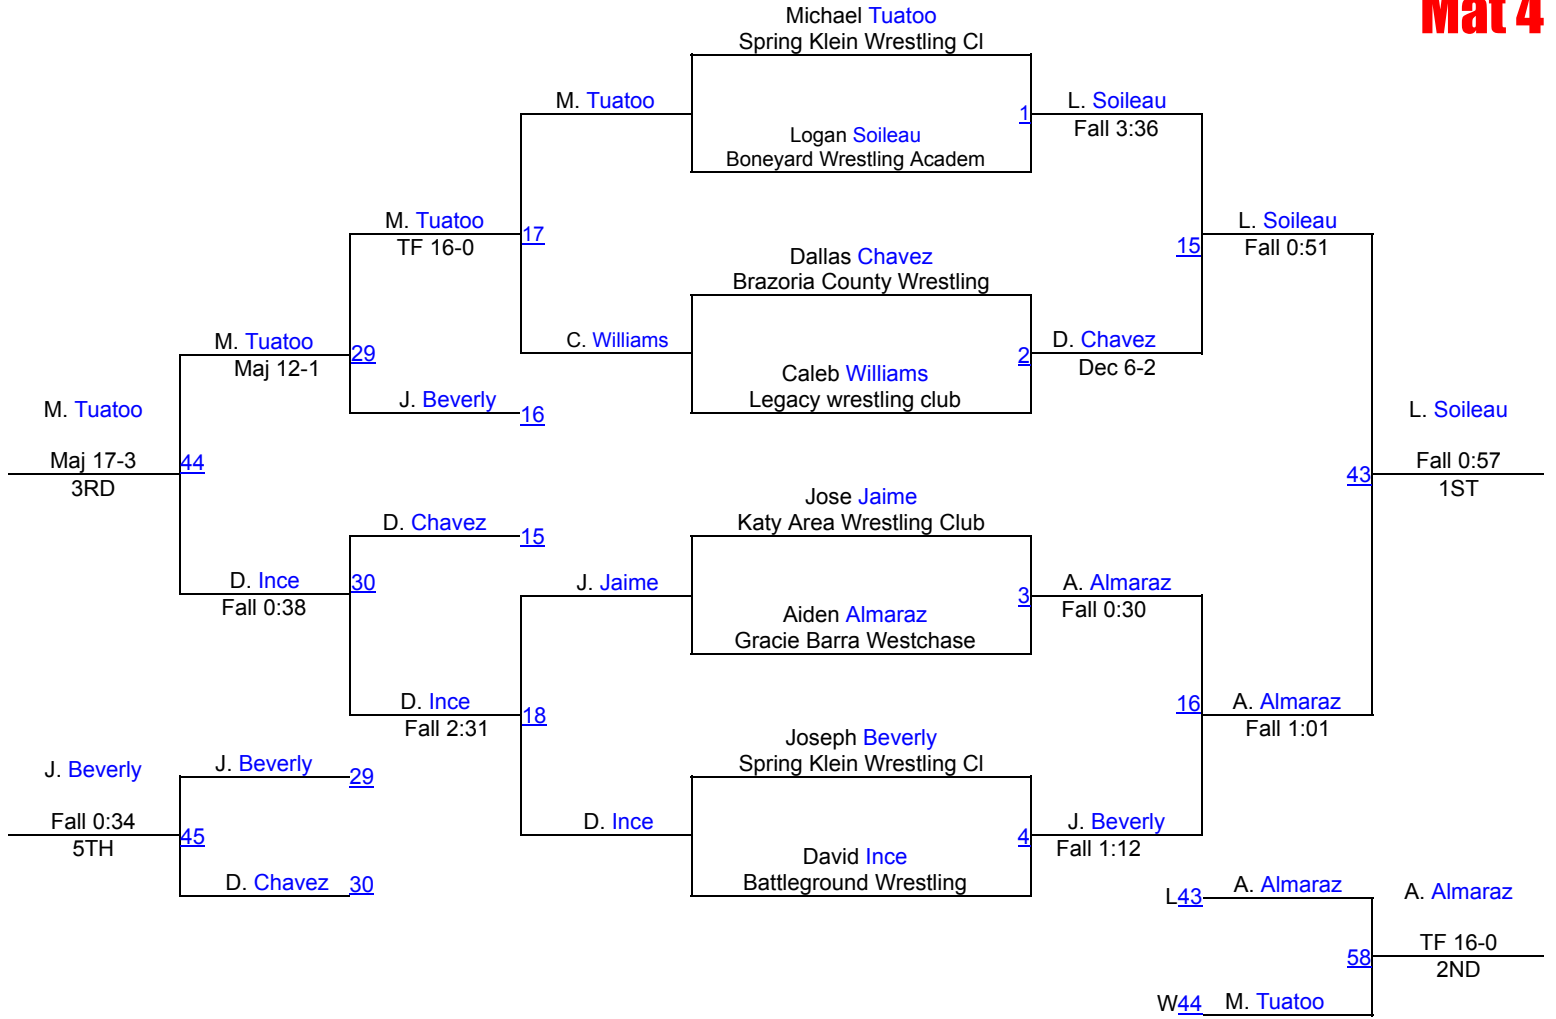 Mat 4
Michael Tuatoo
Spring Klein Wrestling Cl
M. Tuatoo
1
L. Soileau
Fall 3:36
Logan Soileau
Boneyard Wrestling Academ
M. Tuatoo
TF 16-0
17
L. Soileau
Fall 0:51
15
Dallas Chavez
Brazoria County Wrestling
C. Williams
2
D. Chavez
Dec 6-2
Caleb Williams
Legacy wrestling club
M. Tuatoo
Maj 12-1
29
J. Beverly
16
M. Tuatoo
Maj 17-3
3RD
44
L. Soileau
Fall 0:57
1ST
43
Jose Jaime
Katy Area Wrestling Club
D. Chavez
15
D. Ince
Fall 0:38
30
J. Jaime
3
A. Almaraz
Fall 0:30
Aiden Almaraz
Gracie Barra Westchase
D. Ince
Fall 2:31
18
16
A. Almaraz
Fall 1:01
Joseph Beverly
Spring Klein Wrestling Cl
J. Beverly
J. Beverly
29
Fall 0:34
5TH
45
D. Ince
4
J. Beverly
Fall 1:12
David Ince
Battleground Wrestling
D. Chavez
30
L43
A. Almaraz
A. Almaraz
TF 16-0
2ND
58
W44
M. Tuatoo